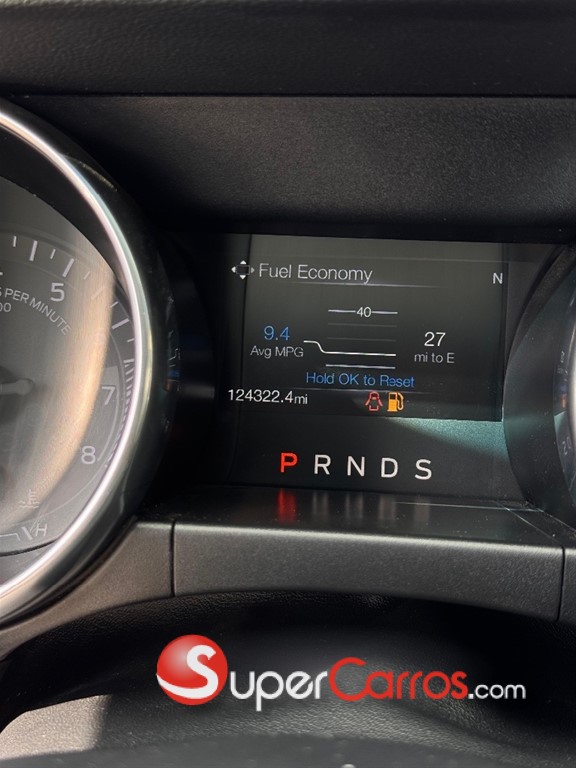 Fuel Economy
N
40
9.4
Avg MPG
27
mi to E
Hold OK to Reset
124322.4mi
P R N D S
5
PER MINUTE
00
7
8
H
SuperCarros.com